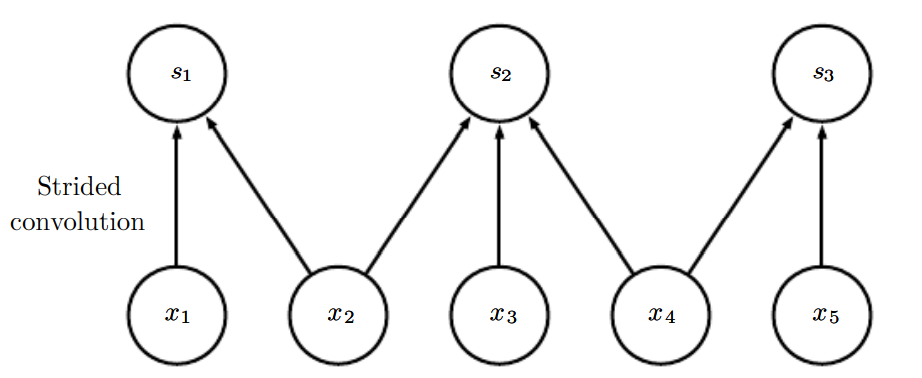 s₁ s₂ s₃
Strided
convolution
x₁ x₂ x₃ x₄ x₅